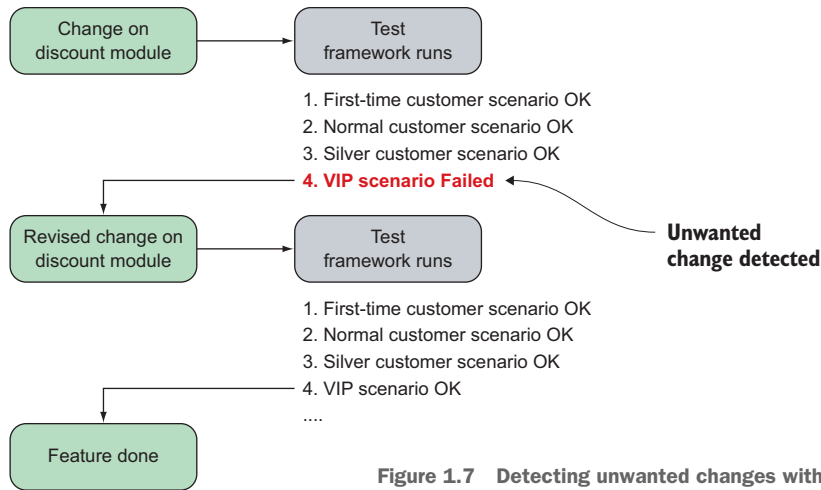 Change on
discount module
Test
framework runs
1. First-time customer scenario OK
2. Normal customer scenario OK
3. Silver customer scenario OK
4. VIP scenario Failed
Unwanted
change detected
Revised change on
discount module
Test
framework runs
1. First-time customer scenario OK
2. Normal customer scenario OK
3. Silver customer scenario OK
4. VIP scenario OK
....
Feature done
Figure 1.7 Detecting unwanted changes with